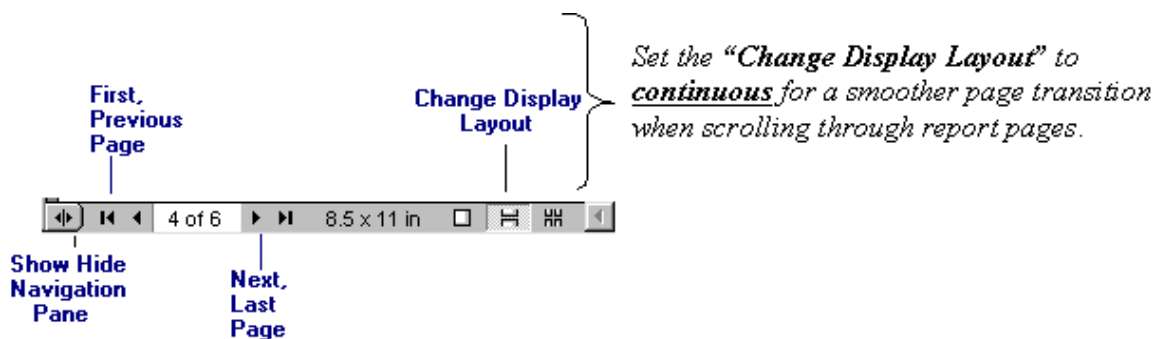 Set the “Change Display Layout” to
continuous for a smoother page transition
when scrolling through report pages.
First,
Previous
Page
Change Display
Layout
4 of 6
8.5 x 11 in
Show Hide
Navigation
Pane
Next,
Last
Page